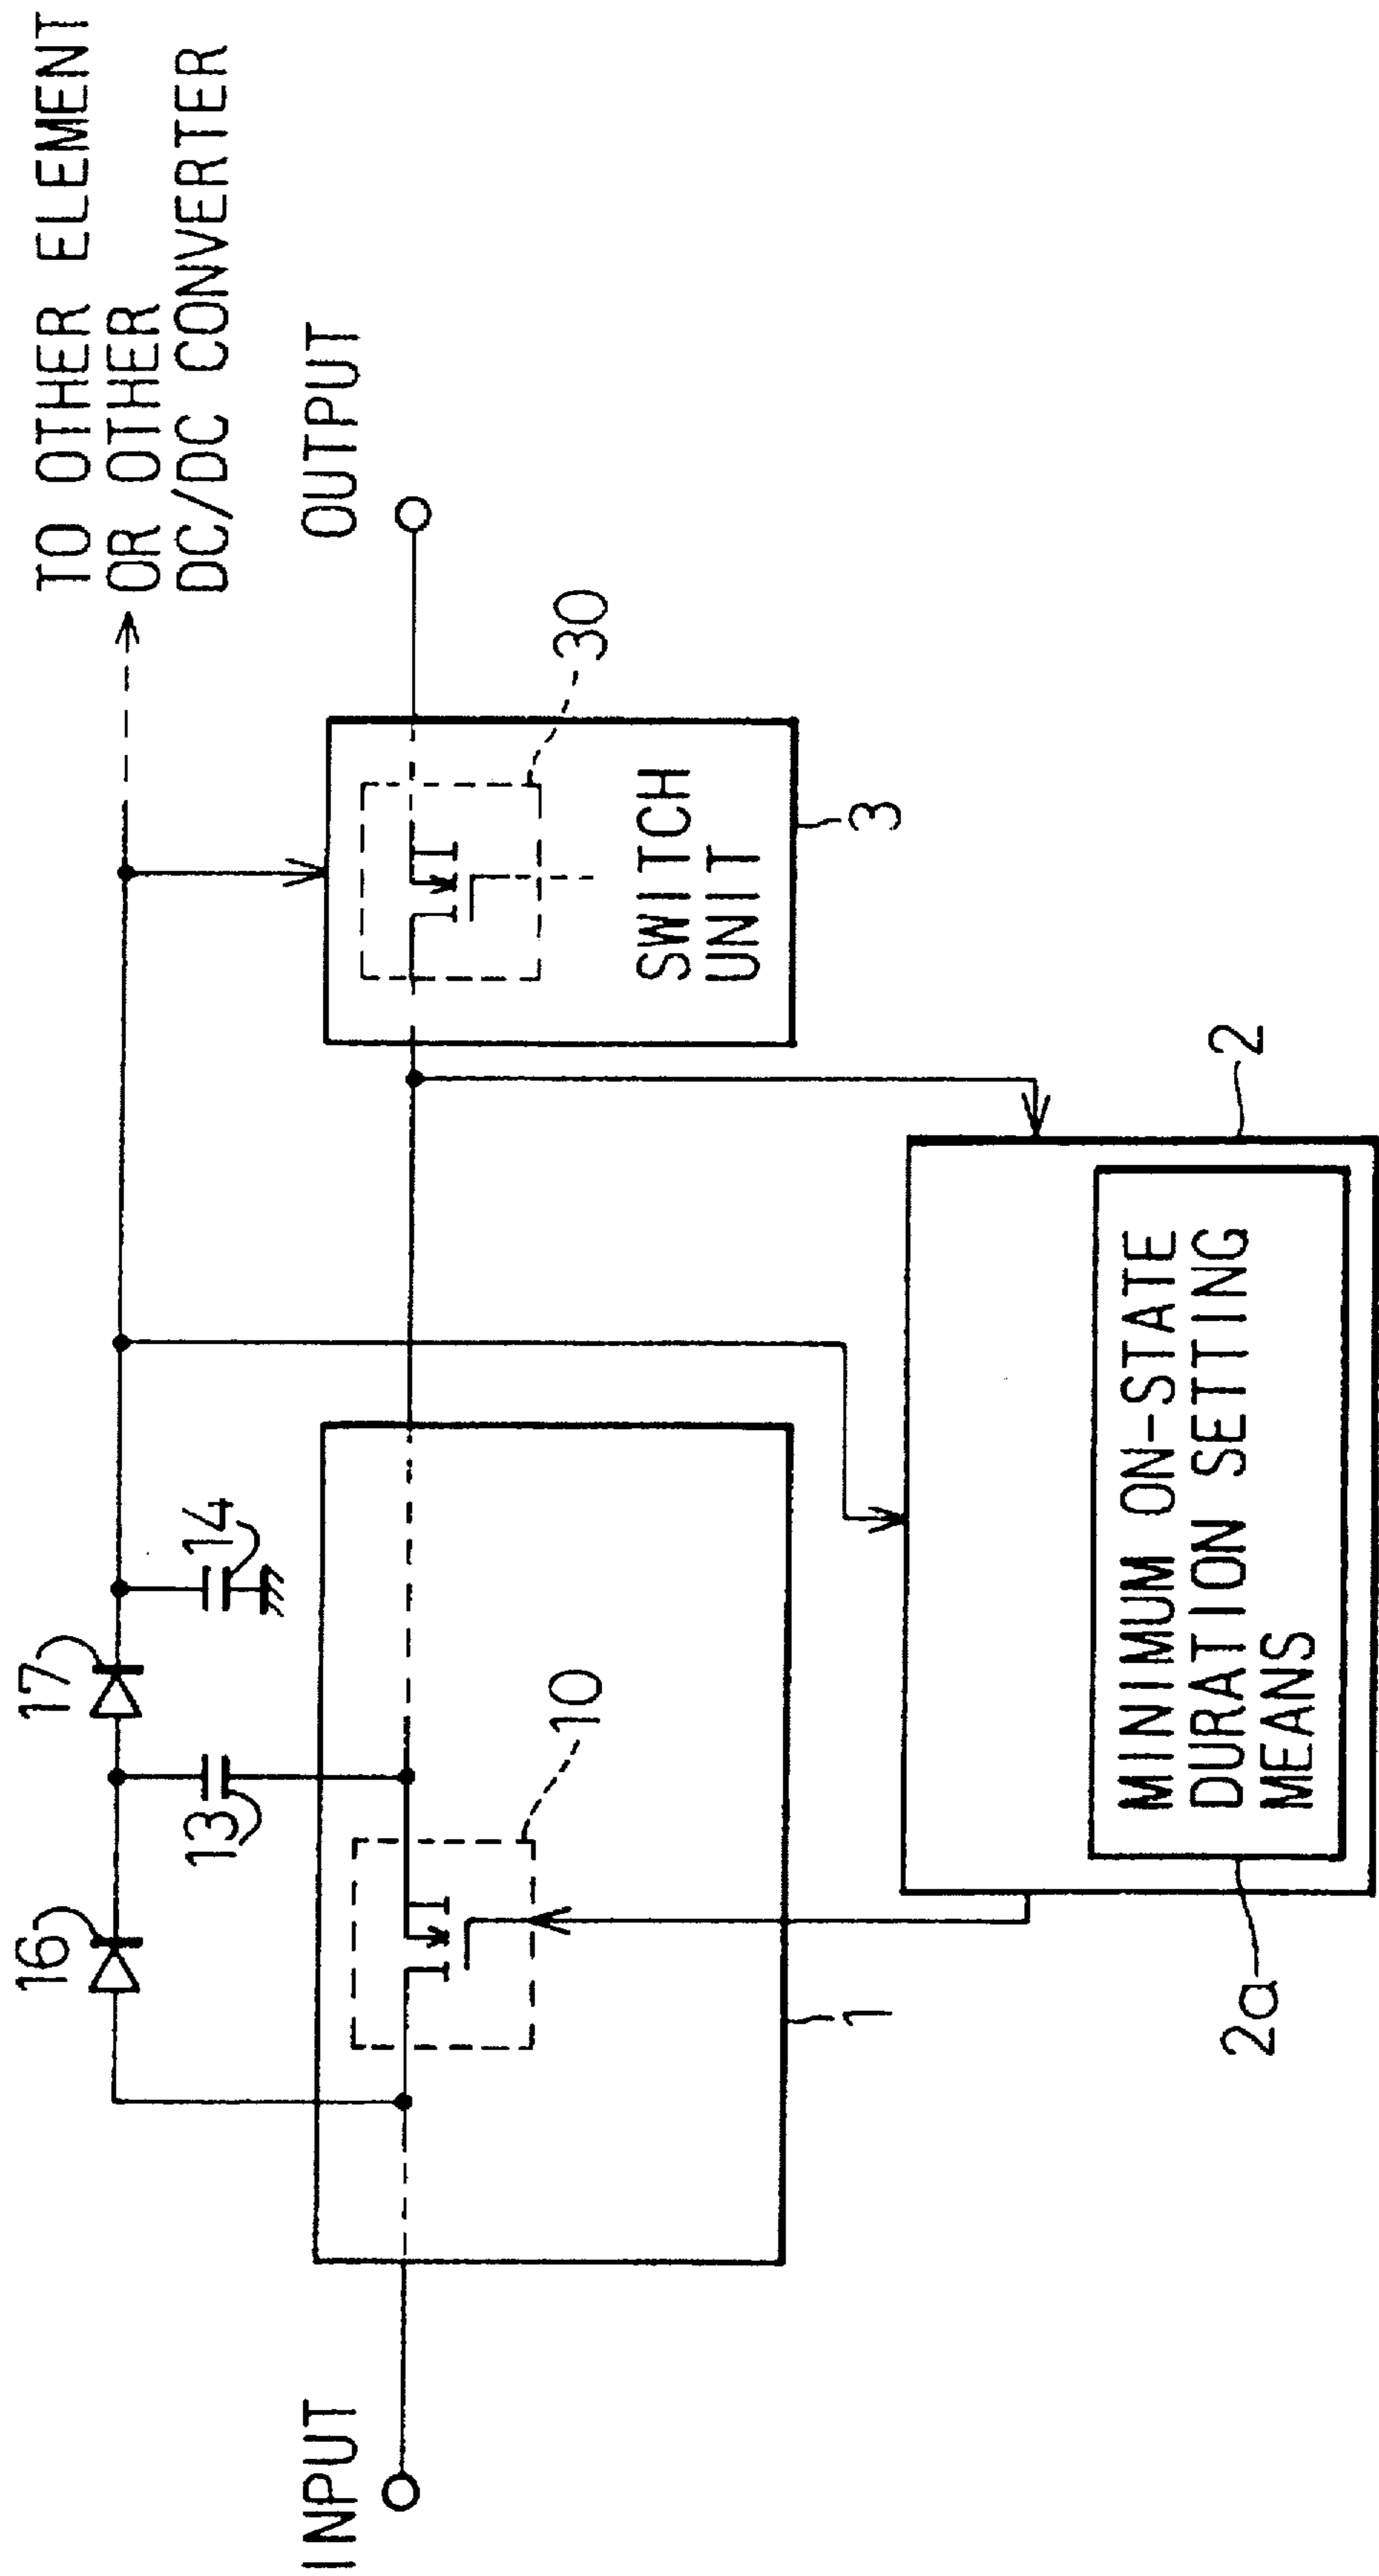 TO OTHER ELEMENT
OR OTHER
DC/DC CONVERTER
OUTPUT
30
SWITCH
UNIT
3
2
17
14
16
13
10
1
MINIMUM ON-STATE
DURATION SETTING
MEANS
2a
INPUT